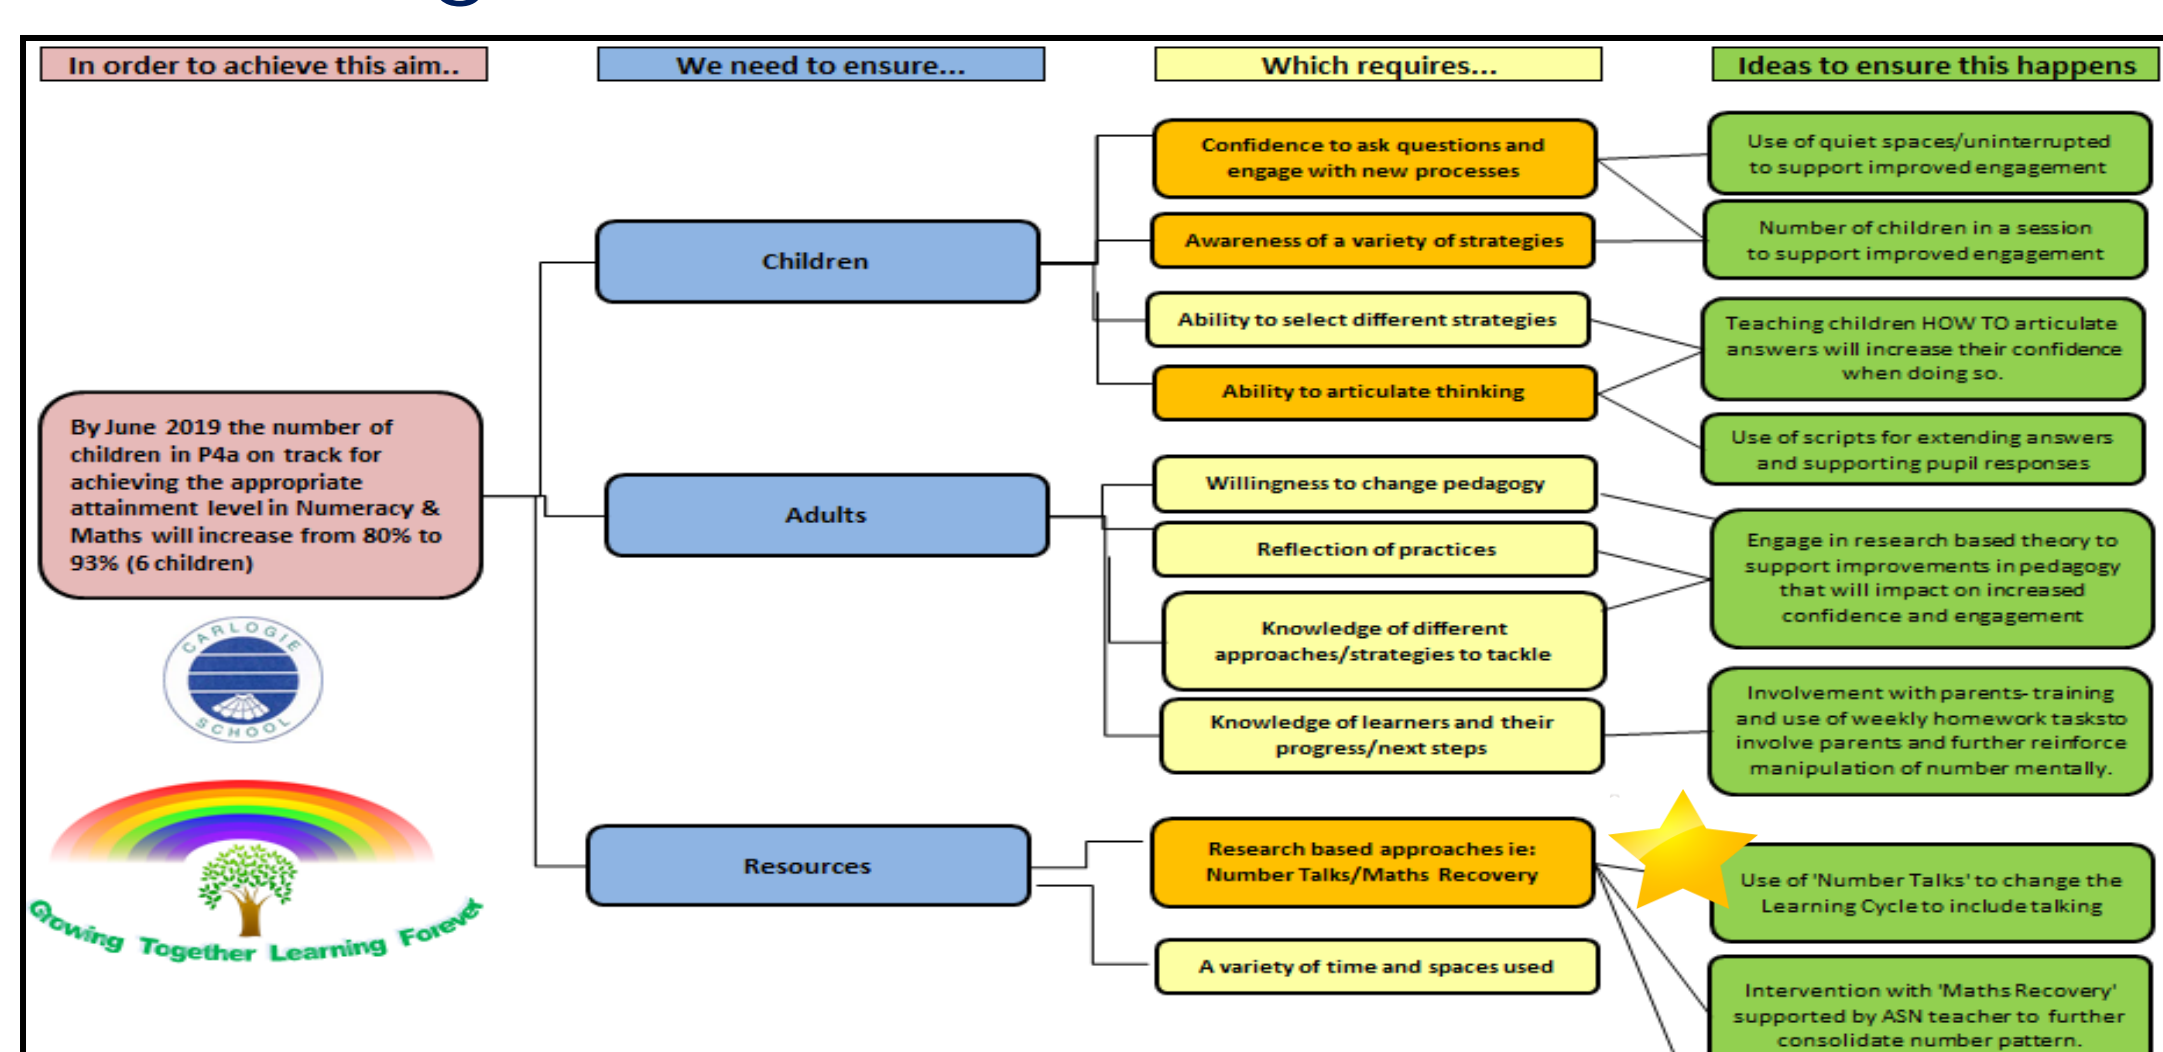 In order to achieve this aim..
We need to ensure...
Which requires...
Ideas to ensure this happens
By June 2019 the number of
children in P4a on track for
achieving the appropriate
attainment level in Numeracy &
Maths will increase from 80% to
93% (6 children)
CARLOGIE
SCHOOL
Growing Together Learning Forever
Children
Adults
Resources
Confidence to ask questions and
engage with new processes
Awareness of a variety of strategies
Ability to select different strategies
Ability to articulate thinking
Willingness to change pedagogy
Reflection of practices
Knowledge of different
approaches/strategies to tackle
Knowledge of learners and their
progress/next steps
Research based approaches ie:
Number Talks/Maths Recovery
A variety of time and spaces used
Use of quiet spaces/uninterrupted
to support improved engagement
Number of children in a session
to support improved engagement
Teaching children HOW TO articulate
answers will increase their confidence
when doing so.
Use of scripts for extending answers
and supporting pupil responses
Engage in research based theory to
support improvements in pedagogy
that will impact on increased
confidence and engagement
Involvement with parents- training
and use of weekly homework tasksto
involve parents and further reinforce
manipulation of number mentally.
Use of 'Number Talks' to change the
Learning Cycle to include talking
Intervention with 'Maths Recovery'
supported by ASN teacher to further
consolidate number pattern.